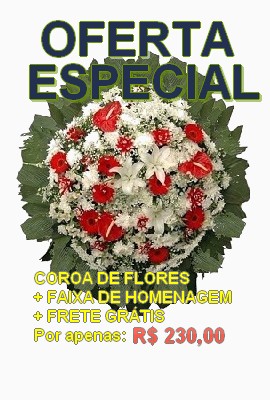 OFERTA
ESPECIAL
COROA DE FLORES
+ FAIXA DE HOMENAGEM
+ FRETE GRÁTIS
Por apenas: R$ 230,00